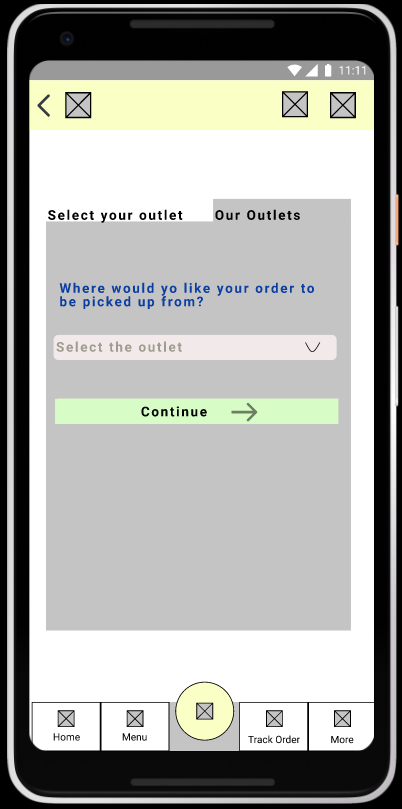 11:11
Select your outlet
Our Outlets
Where would yo like your order to
be picked up from?
Select the outlet
Continue
Home
Menu
Track Order
More